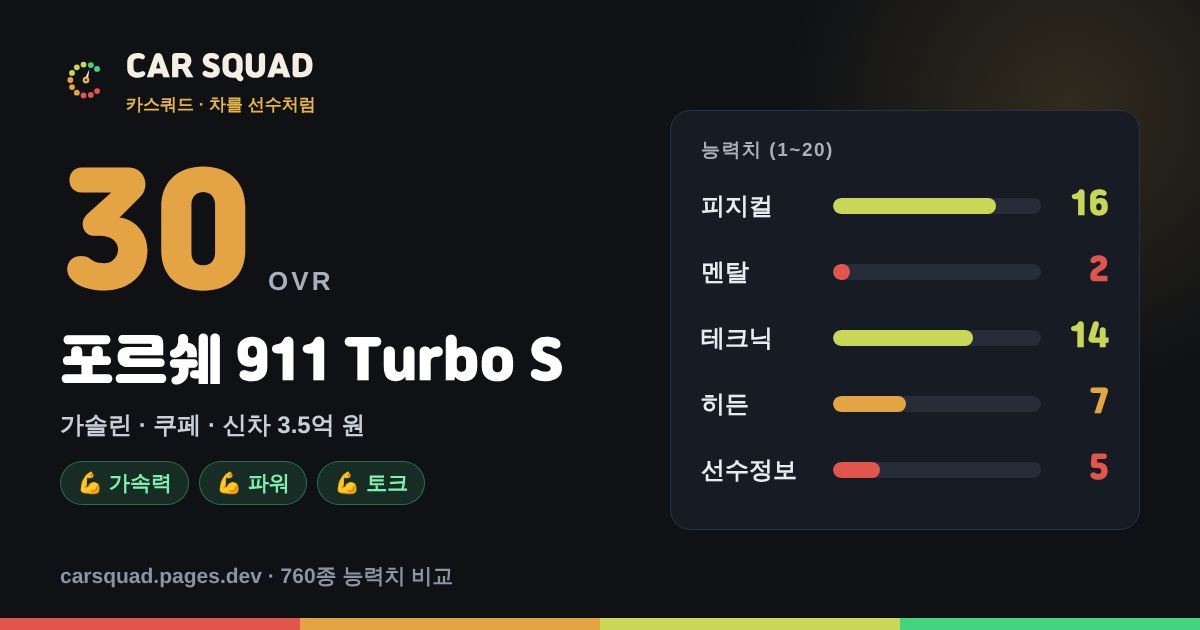 CAR SQUAD
카스쿼드 · 차를 선수처럼
30 OVR
포르쉐 911 Turbo S
가솔린 · 쿠페 · 신차 3.5억 원
💪 가속력 💪 파워 💪 토크
carsquad.pages.dev · 760종 능력치 비교
능력치 (1~20)
피지컬 16
멘탈 2
테크닉 14
히든 7
선수정보 5